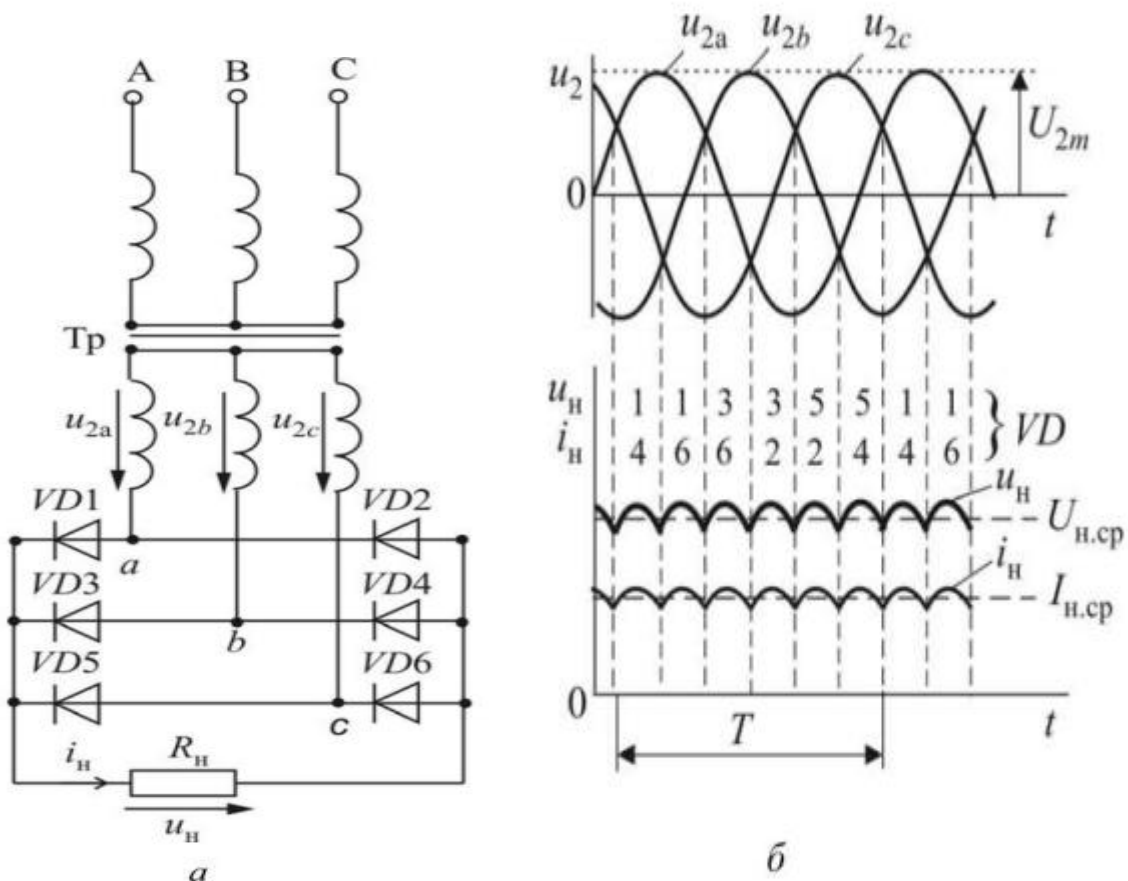 A B C
Тр
u2a u2b u2c
VD1 VD2
a
VD3 VD4
b
VD5 VD6
c
iн Rн
uн
a
u2a u2b u2c
u2
U2m
0
t
uн 1 1 3 3 5 5 1 1 } VD
iн 4 6 6 2 2 4 4 6
uн
Uн.ср
iн
Iн.ср
0
T t
б